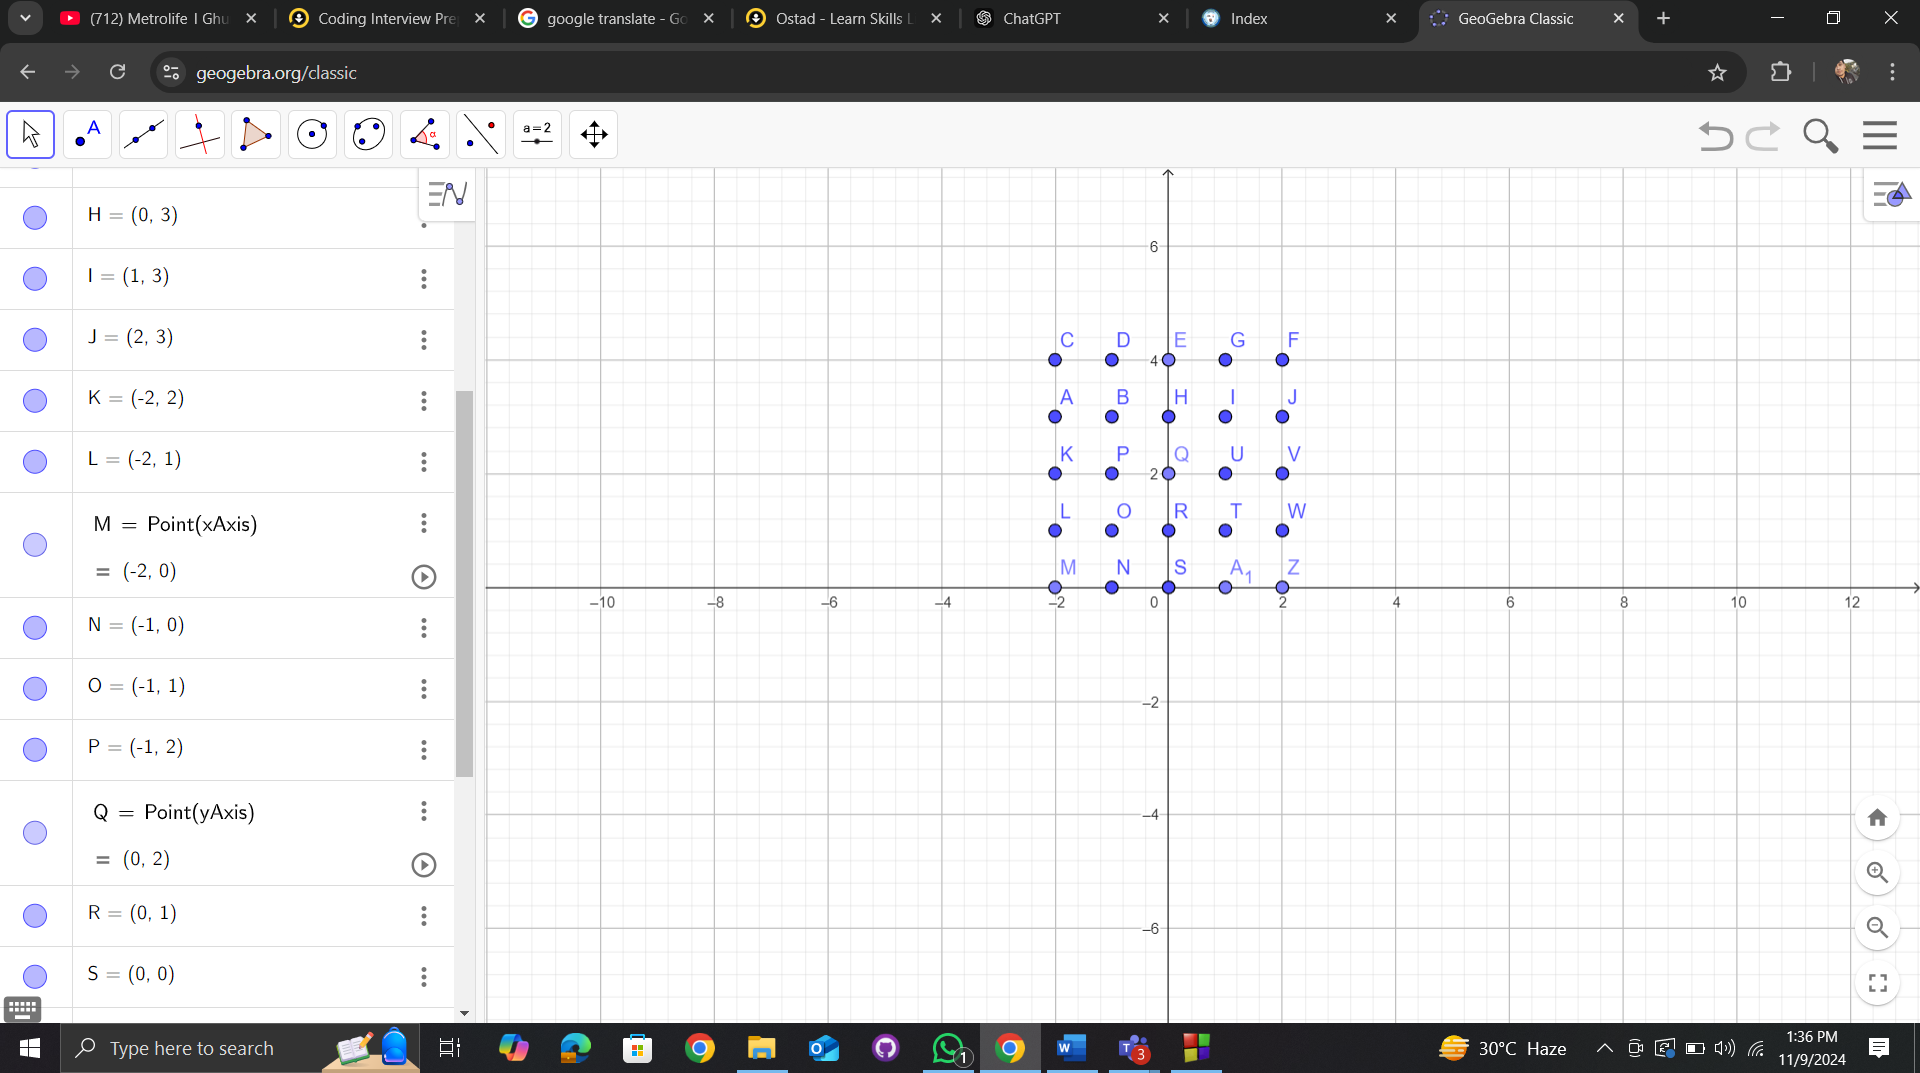 (712) Metrolife I Ghu
Coding Interview Pre
google translate - Go
Ostad - Learn Skills L
ChatGPT
Index
GeoGebra Classic
geogebra.org/classic
A
α
a = 2
H = (0, 3)
I = (1, 3)
J = (2, 3)
K = (-2, 2)
L = (-2, 1)
M = Point(xAxis)
= (-2, 0)
N = (-1, 0)
O = (-1, 1)
P = (-1, 2)
Q = Point(yAxis)
= (0, 2)
R = (0, 1)
S = (0, 0)
6
C D E G F
4
A B H I J
K P Q U V
2
L O R T W
M N S A₁ Z
–10 –8 –6 –4 –2 0 2 4 6 8 10 12
–2
–4
–6
Type here to search
1
W
T
3
30°C Haze
1:36 PM
11/9/2024